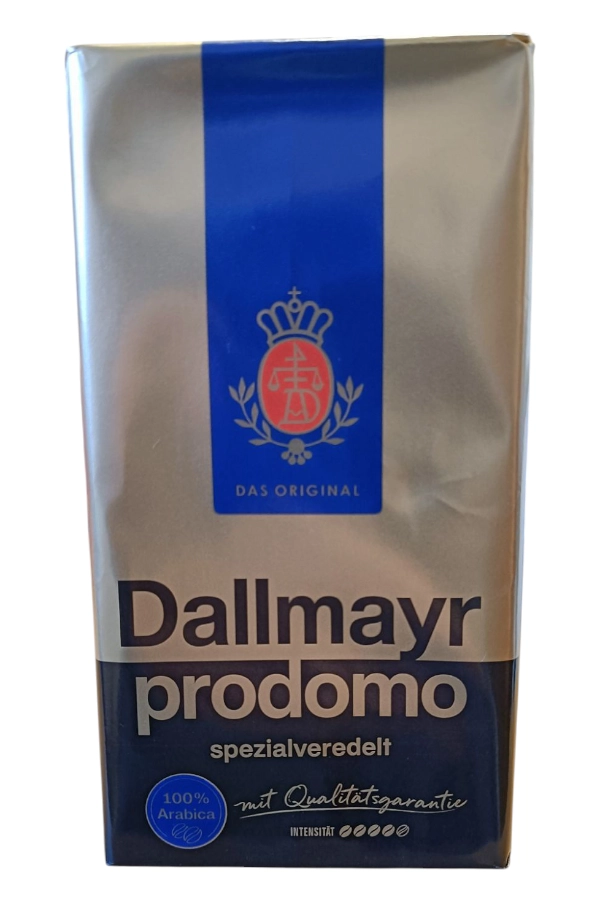 DAS ORIGINAL
Dallmayr
prodomo
spezialveredelt
100%
Arabica
mit Qualitätsgarantie
INTENSITÄT